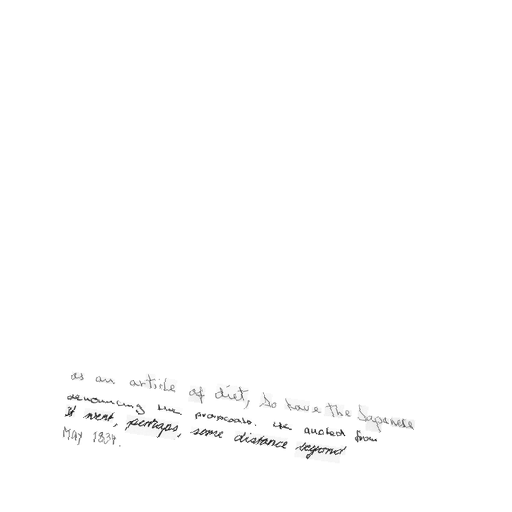 as an article of diet, so have the Japanese
denouncing the proposals. He quoted from
It went, perhaps, some distance beyond
May 1834.